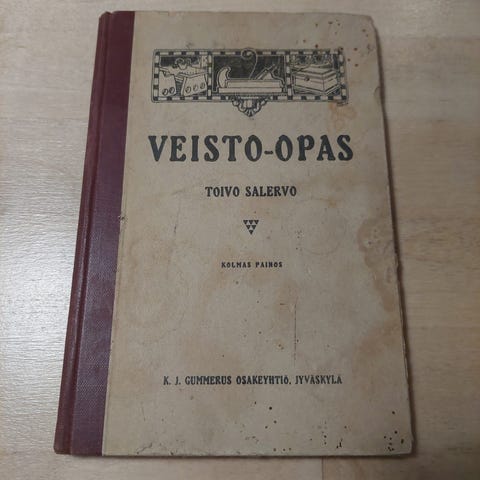 VEISTO-OPAS
TOIVO SALERVO
KOLMAS PAINOS
K. J. GUMMERUS OSAKEYHTIÖ, JYVÄSKYLÄ